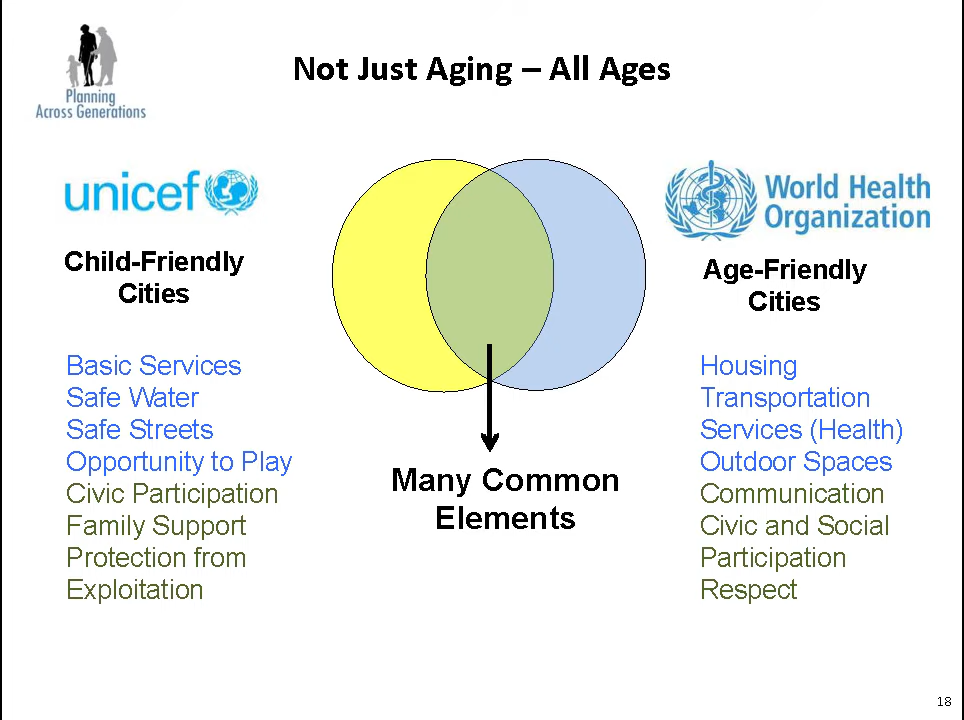 Planning
Across Generations
Not Just Aging – All Ages
unicef
Child-Friendly
Cities
Basic Services
Safe Water
Safe Streets
Opportunity to Play
Civic Participation
Family Support
Protection from
Exploitation
Many Common
Elements
World Health
Organization
Age-Friendly
Cities
Housing
Transportation
Services (Health)
Outdoor Spaces
Communication
Civic and Social
Participation
Respect
18